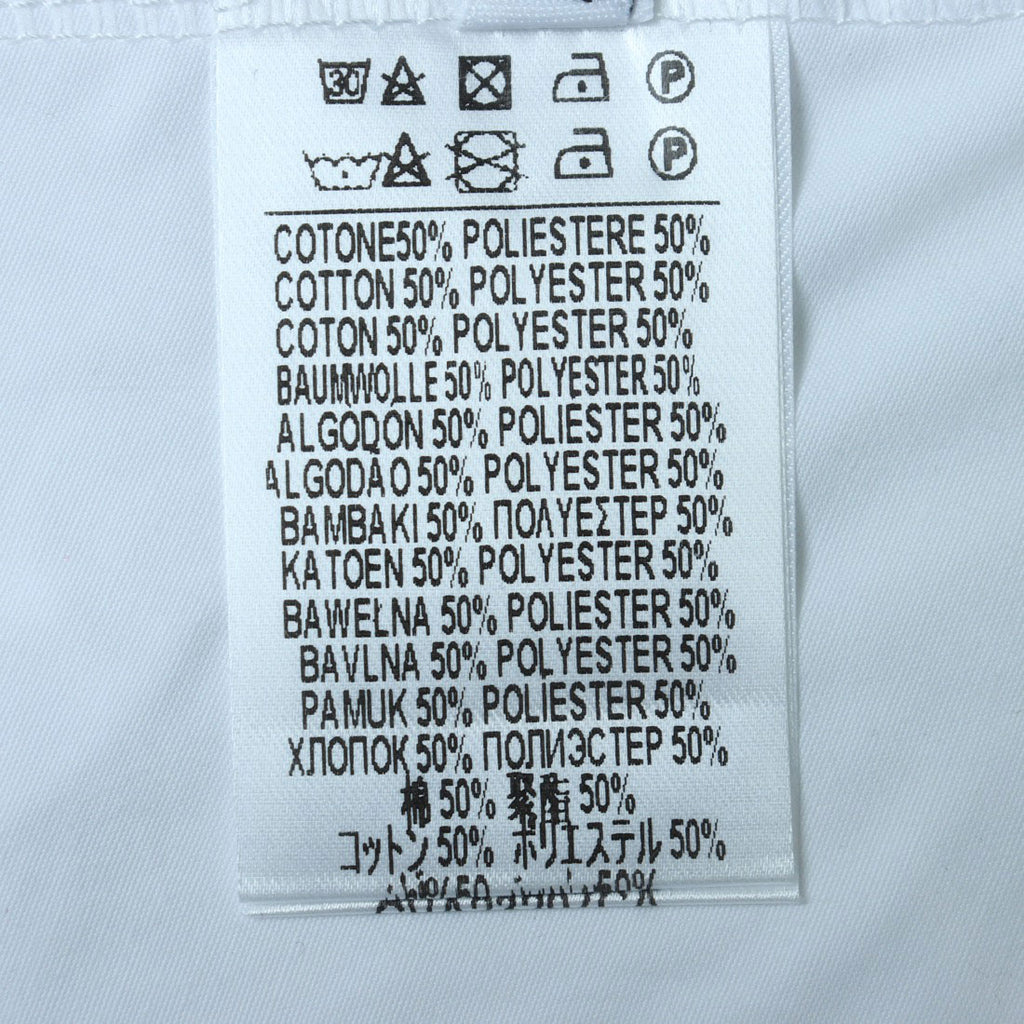 30
P
P
COTONE50% POLIESTERE 50%
COTTON 50% POLYESTER 50%
COTON 50% POLYESTER 50%
BAUMWOLLE 50% POLYESTER 50%
ALGODÓN 50% POLIESTER 50%
ALGODAO 50% POLYESTER 50%
BAMBAKI 50% ΠΟΛΥΕΣΤΕΡ 50%
KATOEN 50% POLYESTER 50%
BAWEŁNA 50% POLIESTER 50%
BAVLNA 50% POLYESTER 50%
PAMUK 50% POLIESTER 50%
ХЛОПОК 50% ПОЛИЭСТЕР 50%
棉 50% 聚酯 50%
コットン 50% ポリエステル 50%